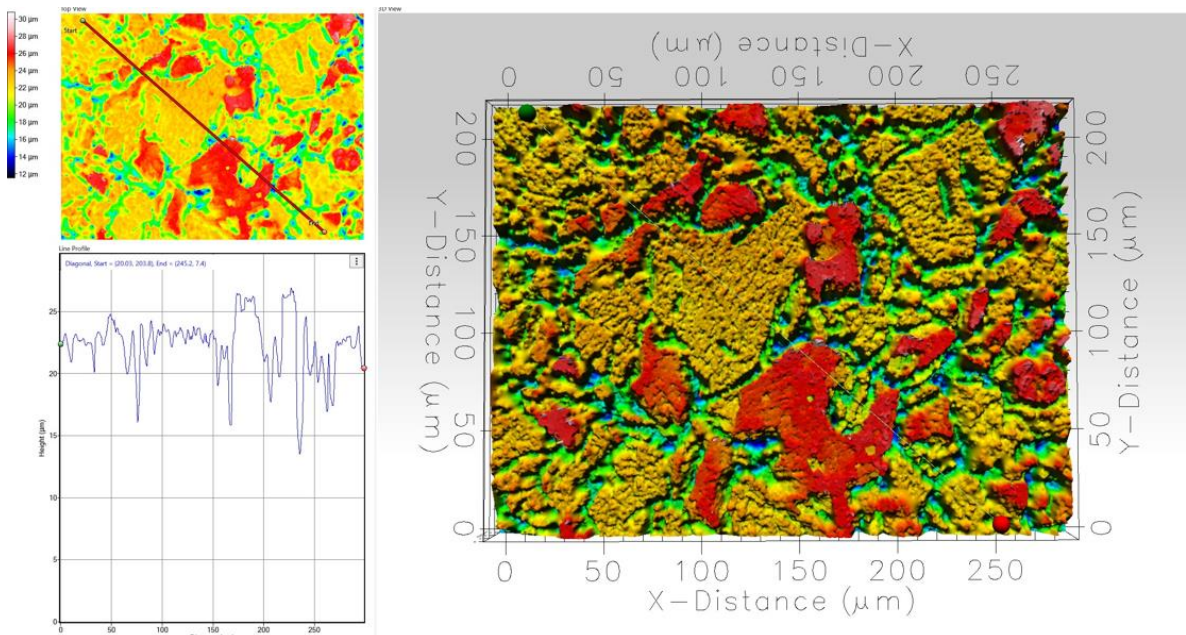 Top View
30 µm
28 µm
26 µm
24 µm
22 µm
20 µm
18 µm
16 µm
14 µm
12 µm
Start
End
Line Profile
Diagonal, Start = (20.03, 203.8), End = (245.2, 7.4)
25
20
15
10
5
0
Height (µm)
0 50 100 150 200 250
3D View
X-Distance (µm)
0 50 100 150 200 250
200
150
100
50
0
Y-Distance (µm)
200
150
100
50
0
Y-Distance (µm)
0 50 100 150 200 250
X-Distance (µm)